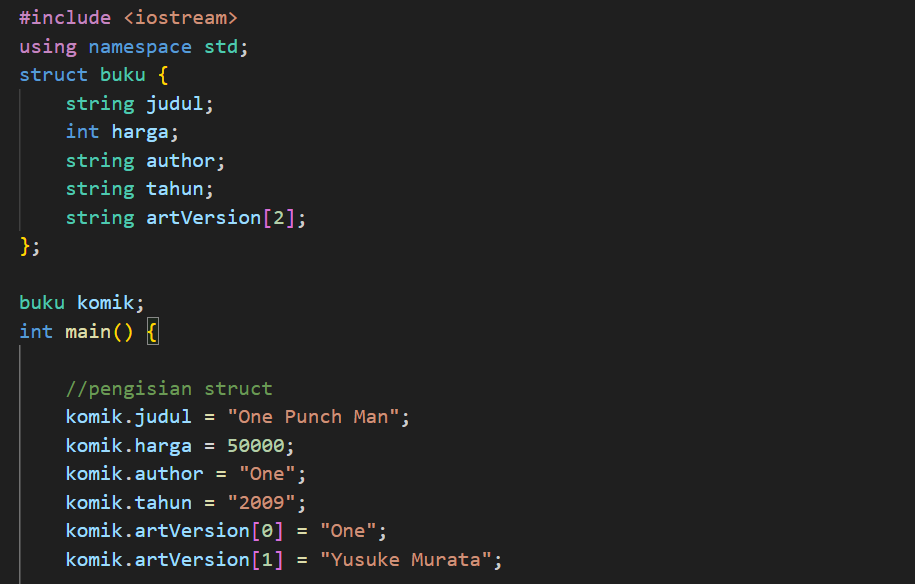 #include <iostream>
using namespace std;
struct buku {
    string judul;
    int harga;
    string author;
    string tahun;
    string artVersion[2];
};

buku komik;
int main() {

    //pengisian struct
    komik.judul = "One Punch Man";
    komik.harga = 50000;
    komik.author = "One";
    komik.tahun = "2009";
    komik.artVersion[0] = "One";
    komik.artVersion[1] = "Yusuke Murata";